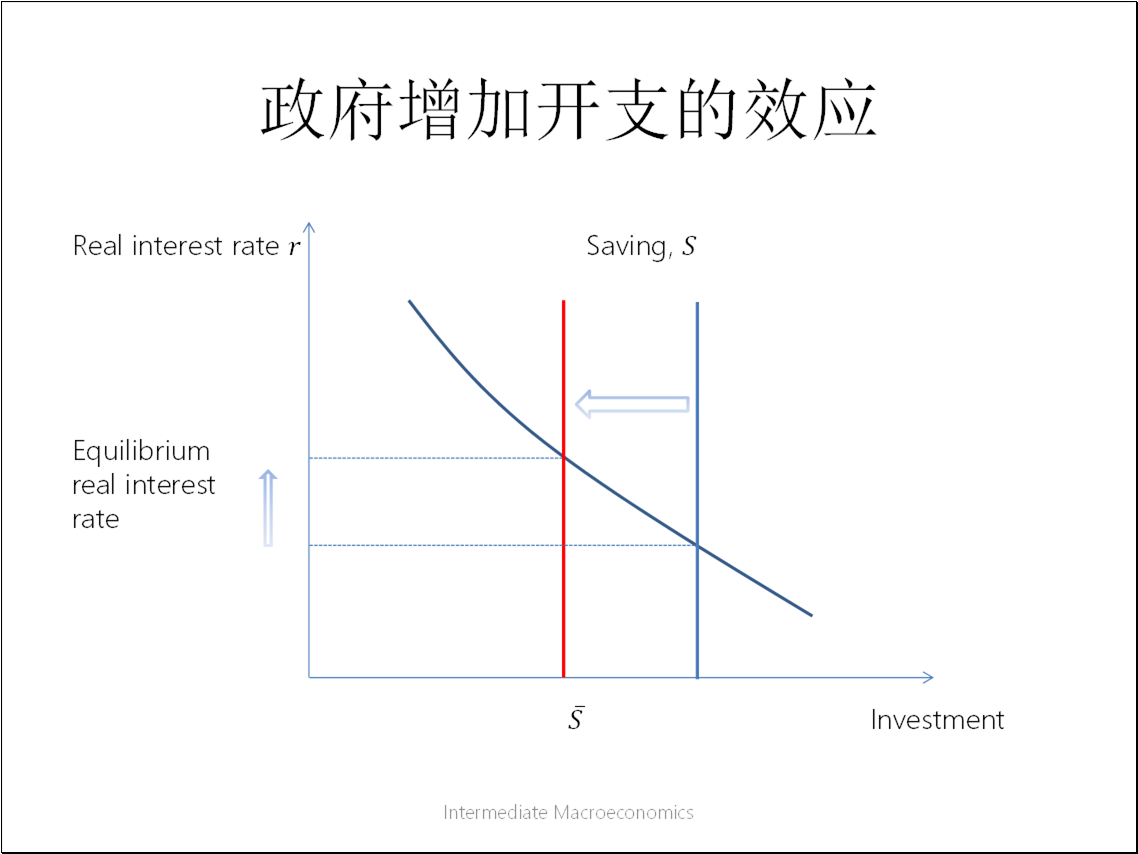 政府增加开支的效应
Real interest rate r
Saving, S
Equilibrium
real interest
rate
S̄
Investment
Intermediate Macroeconomics